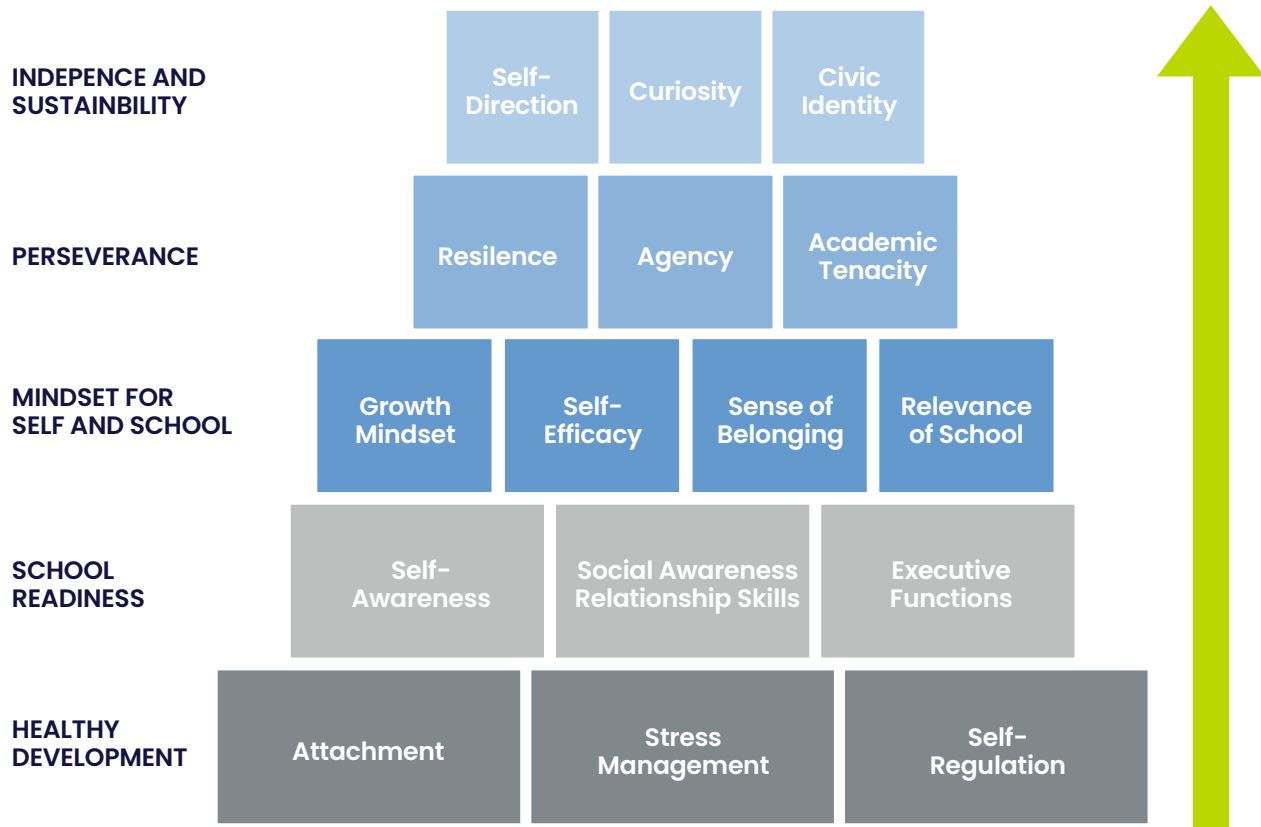 INDEPENCE AND
SUSTAINBILITY
Self-
Direction
Curiosity
Civic
Identity
PERSEVERANCE
Resilence
Agency
Academic
Tenacity
MINDSET FOR
SELF AND SCHOOL
Growth
Mindset
Self-
Efficacy
Sense of
Belonging
Relevance
of School
SCHOOL
READINESS
Self-
Awareness
Social Awareness
Relationship Skills
Executive
Functions
HEALTHY
DEVELOPMENT
Attachment
Stress
Management
Self-
Regulation